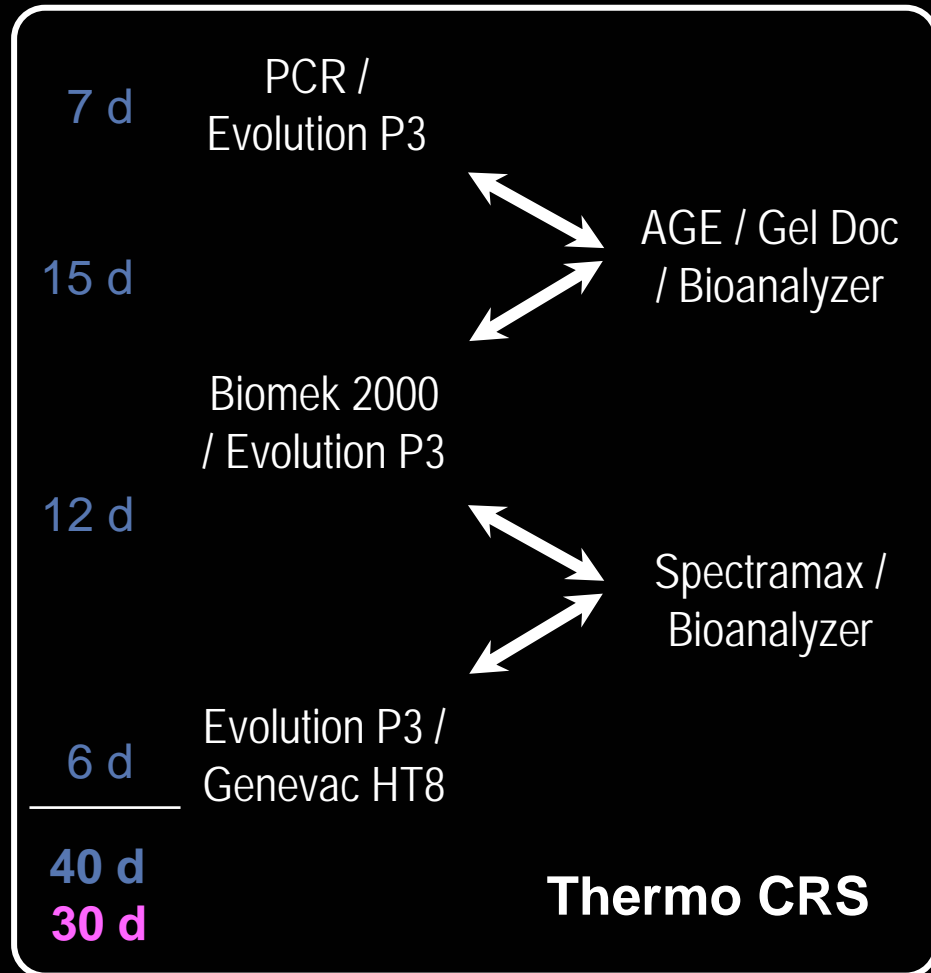 7 d
PCR /
Evolution P3
AGE / Gel Doc
/ Bioanalyzer
15 d
Biomek 2000
/ Evolution P3
12 d
Spectramax /
Bioanalyzer
6 d
Evolution P3 /
Genevac HT8
40 d
30 d
Thermo CRS